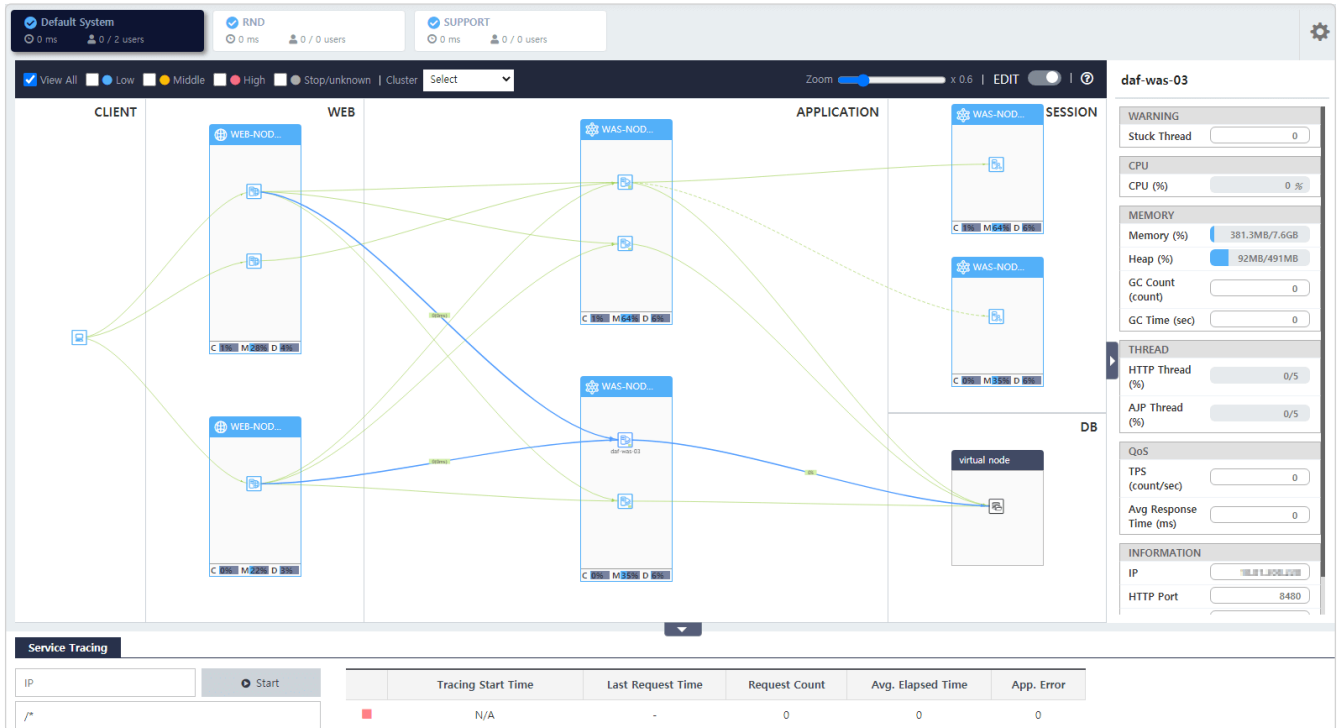 Default System
0 ms 0 / 2 users
RND
0 ms 0 / 0 users
SUPPORT
0 ms 0 / 0 users
View All Low Middle High Stop/unknown | Cluster Select
Zoom x 0.6 | EDIT |
daf-was-03
CLIENT
WEB
APPLICATION
SESSION
DB
WEB-NOD...
C 1% M 28% D 4%
WEB-NOD...
C 0% M 22% D 3%
WAS-NOD...
C 1% M 64% D 6%
WAS-NOD...
daf-was-03
C 0% M 35% D 6%
WAS-NOD...
C 1% M 64% D 6%
WAS-NOD...
C 0% M 35% D 6%
virtual node
WARNING
Stuck Thread 0
CPU
CPU (%) 0 %
MEMORY
Memory (%) 381.3MB/7.6GB
Heap (%) 92MB/491MB
GC Count
(count) 0
GC Time (sec) 0
THREAD
HTTP Thread
(%) 0/5
AJP Thread
(%) 0/5
QoS
TPS
(count/sec) 0
Avg Response
Time (ms) 0
INFORMATION
IP
HTTP Port 8480
Service Tracing
IP
Start
/*
Tracing Start Time Last Request Time Request Count Avg. Elapsed Time App. Error
N/A - 0 0 0